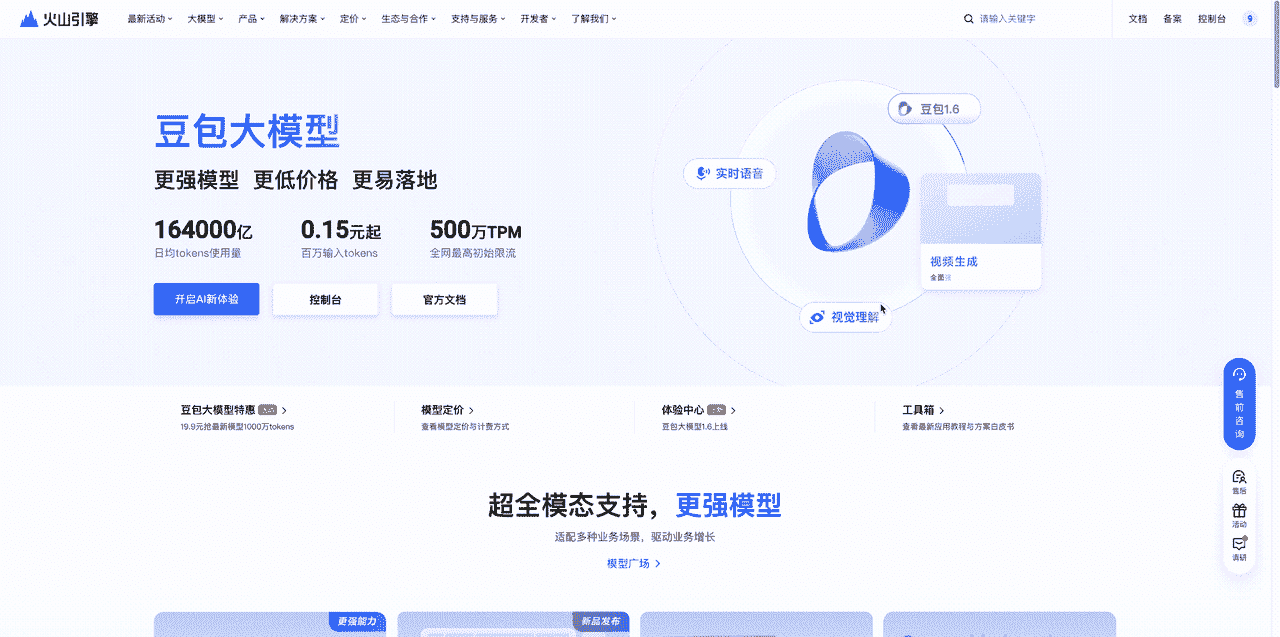 火山引擎 最新活动 大模型 产品 解决方案 定价 生态与合作 支持与服务 开发者 了解我们 请输入关键字 文档 备案 控制台 9
豆包大模型
更强模型 更低价格 更易落地
164000亿 0.15元起 500万TPM
日均tokens使用量 百万输入tokens 全网最高初始限流
开启AI新体验 控制台 官方文档
豆包1.6
实时语音
视频生成
全面
视觉理解
豆包大模型特惠 模型定价 体验中心 工具箱
19.9元抢最新模型1000万tokens 查看模型定价与计费方式 豆包大模型1.6上线 查看最新应用教程与方案白皮书
超全模态支持，更强模型
适配多种业务场景，驱动业务增长
模型广场
更强能力 新品发布
售前咨询
售后
活动
调研